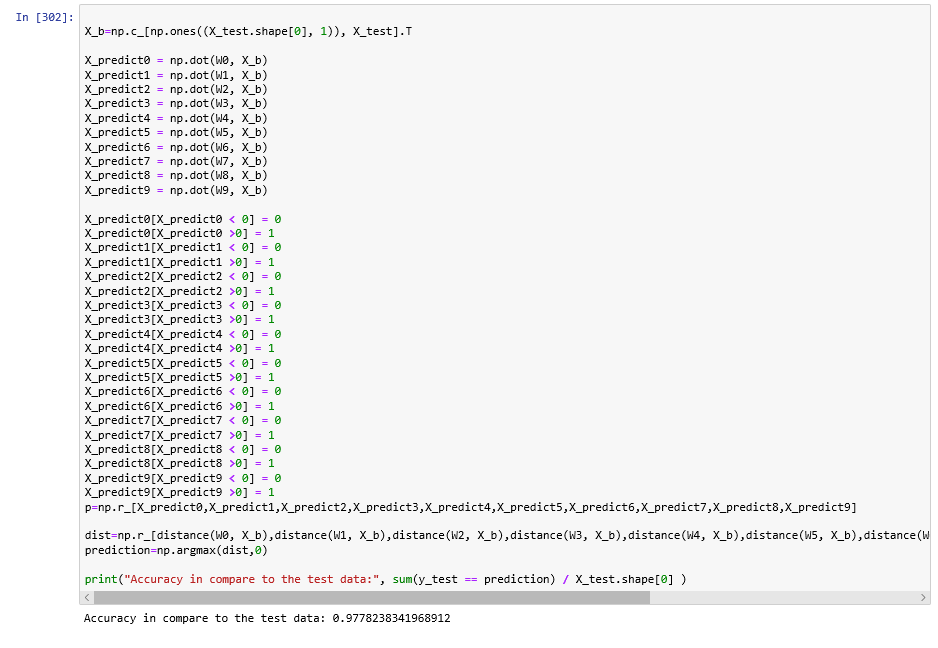 In [302]:
X_b=np.c_[np.ones((X_test.shape[0], 1)), X_test].T
X_predict0 = np.dot(W0, X_b)
X_predict1 = np.dot(W1, X_b)
X_predict2 = np.dot(W2, X_b)
X_predict3 = np.dot(W3, X_b)
X_predict4 = np.dot(W4, X_b)
X_predict5 = np.dot(W5, X_b)
X_predict6 = np.dot(W6, X_b)
X_predict7 = np.dot(W7, X_b)
X_predict8 = np.dot(W8, X_b)
X_predict9 = np.dot(W9, X_b)
X_predict0[X_predict0 < 0] = 0
X_predict0[X_predict0 >0] = 1
X_predict1[X_predict1 < 0] = 0
X_predict1[X_predict1 >0] = 1
X_predict2[X_predict2 < 0] = 0
X_predict2[X_predict2 >0] = 1
X_predict3[X_predict3 < 0] = 0
X_predict3[X_predict3 >0] = 1
X_predict4[X_predict4 < 0] = 0
X_predict4[X_predict4 >0] = 1
X_predict5[X_predict5 < 0] = 0
X_predict5[X_predict5 >0] = 1
X_predict6[X_predict6 < 0] = 0
X_predict6[X_predict6 >0] = 1
X_predict7[X_predict7 < 0] = 0
X_predict7[X_predict7 >0] = 1
X_predict8[X_predict8 < 0] = 0
X_predict8[X_predict8 >0] = 1
X_predict9[X_predict9 < 0] = 0
X_predict9[X_predict9 >0] = 1
p=np.r_[X_predict0,X_predict1,X_predict2,X_predict3,X_predict4,X_predict5,X_predict6,X_predict7,X_predict8,X_predict9]
dist=np.r_[distance(W0, X_b),distance(W1, X_b),distance(W2, X_b),distance(W3, X_b),distance(W4, X_b),distance(W5, X_b),distance(W
prediction=np.argmax(dist,0)
print("Accuracy in compare to the test data:", sum(y_test == prediction) / X_test.shape[0] )
Accuracy in compare to the test data: 0.9778238341968912